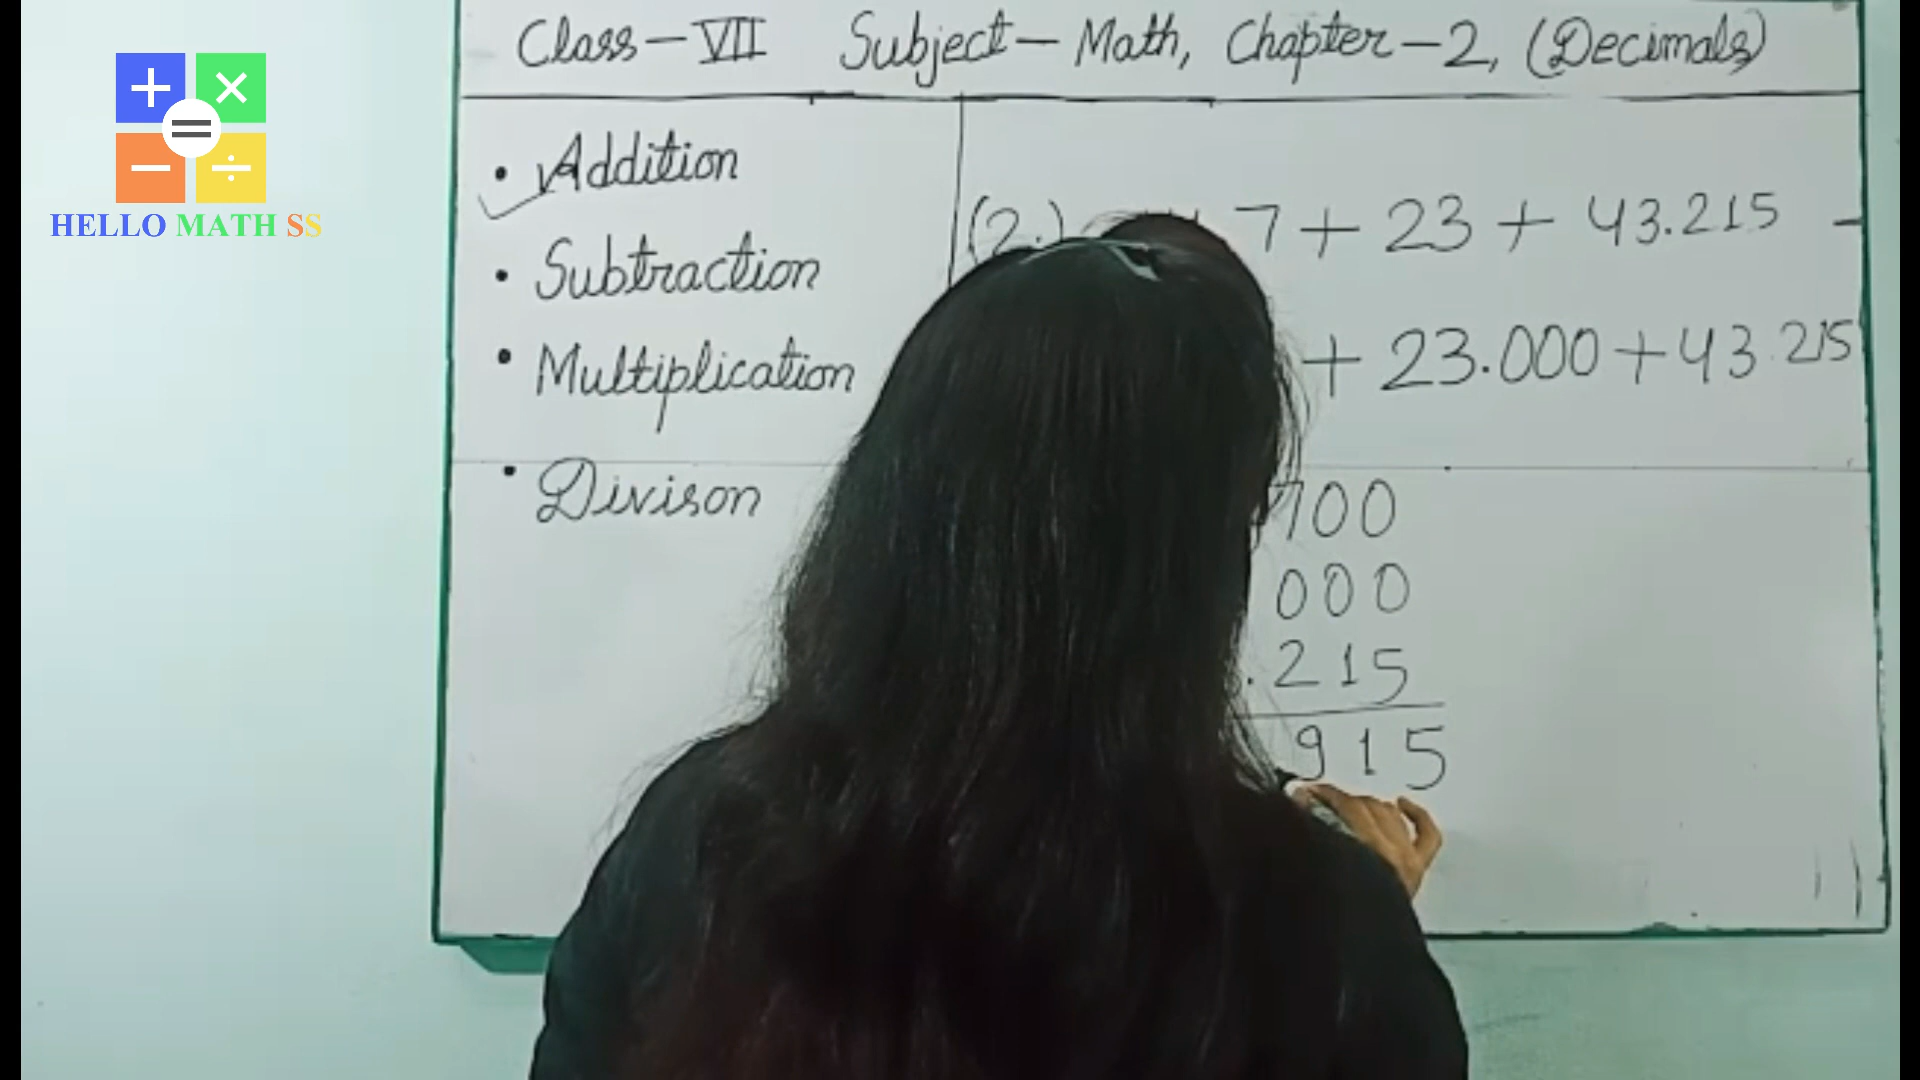 Class-VII Subject- Math, Chapter-2, (Decimals)
HELLO MATH SS
• Addition
• Subtraction
• Multiplication
• Divison
(2.) 7 + 23 + 43.215 -
+ 23.000 + 43.215
700
000
.215
915